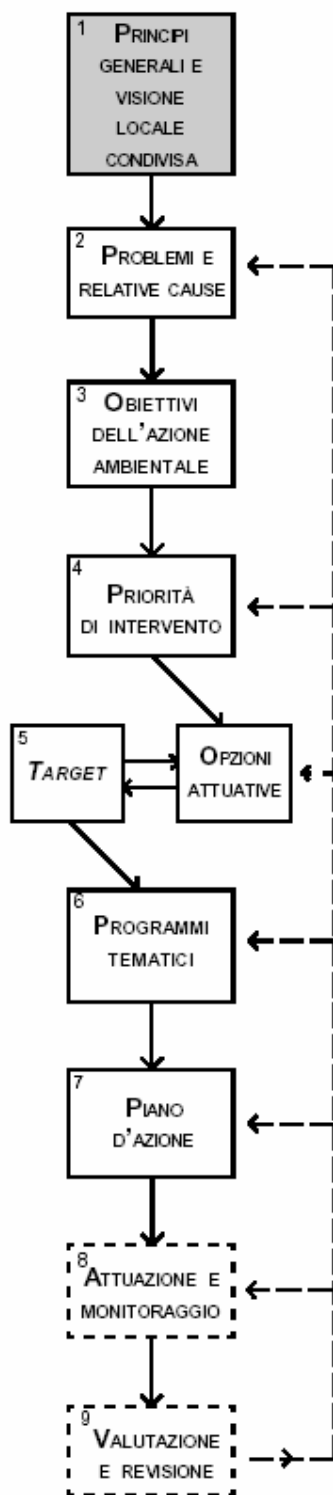 1
PRINCIPI
GENERALI E
VISIONE
LOCALE
CONDIVISA
2
PROBLEMI E
RELATIVE CAUSE
3
OBIETTIVI
DELL'AZIONE
AMBIENTALE
4
PRIORITÀ
DI INTERVENTO
5
TARGET
OPZIONI
ATTUATIVE
6
PROGRAMMI
TEMATICI
7
PIANO
D'AZIONE
8
ATTUAZIONE E
MONITORAGGIO
9
VALUTAZIONE
E REVISIONE